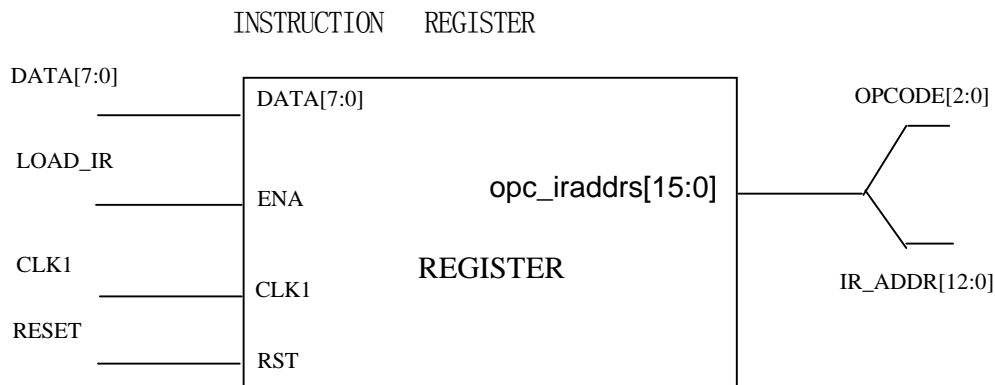 INSTRUCTION REGISTER
DATA[7:0]
DATA[7:0]
OPCODE[2:0]
LOAD_IR
ENA
opc_iraddrs[15:0]
CLK1
CLK1
REGISTER
IR_ADDR[12:0]
RESET
RST